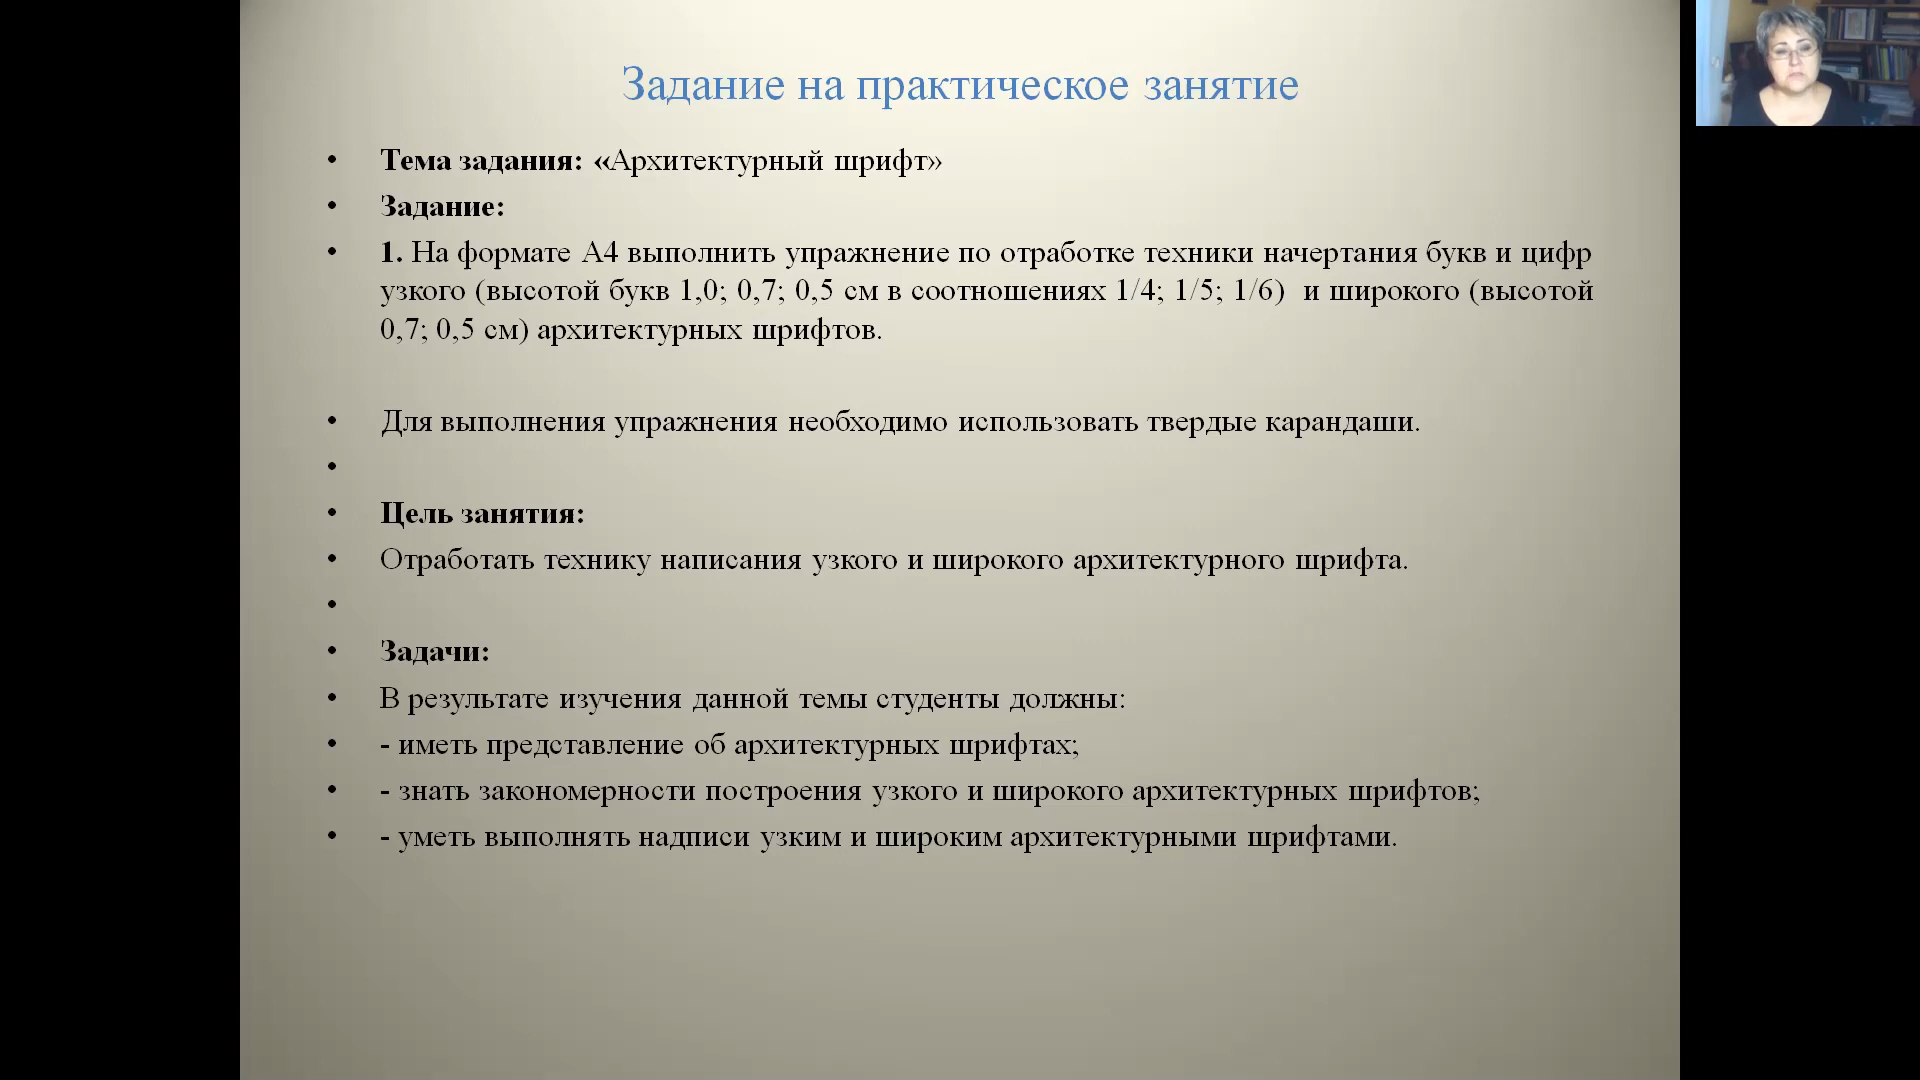 Задание на практическое занятие
• Тема задания: «Архитектурный шрифт»
• Задание:
• 1. На формате А4 выполнить упражнение по отработке техники начертания букв и цифр
узкого (высотой букв 1,0; 0,7; 0,5 см в соотношениях 1/4; 1/5; 1/6) и широкого (высотой
0,7; 0,5 см) архитектурных шрифтов.
• Для выполнения упражнения необходимо использовать твердые карандаши.
•
• Цель занятия:
• Отработать технику написания узкого и широкого архитектурного шрифта.
•
• Задачи:
• В результате изучения данной темы студенты должны:
• - иметь представление об архитектурных шрифтах;
• - знать закономерности построения узкого и широкого архитектурных шрифтов;
• - уметь выполнять надписи узким и широким архитектурными шрифтами.